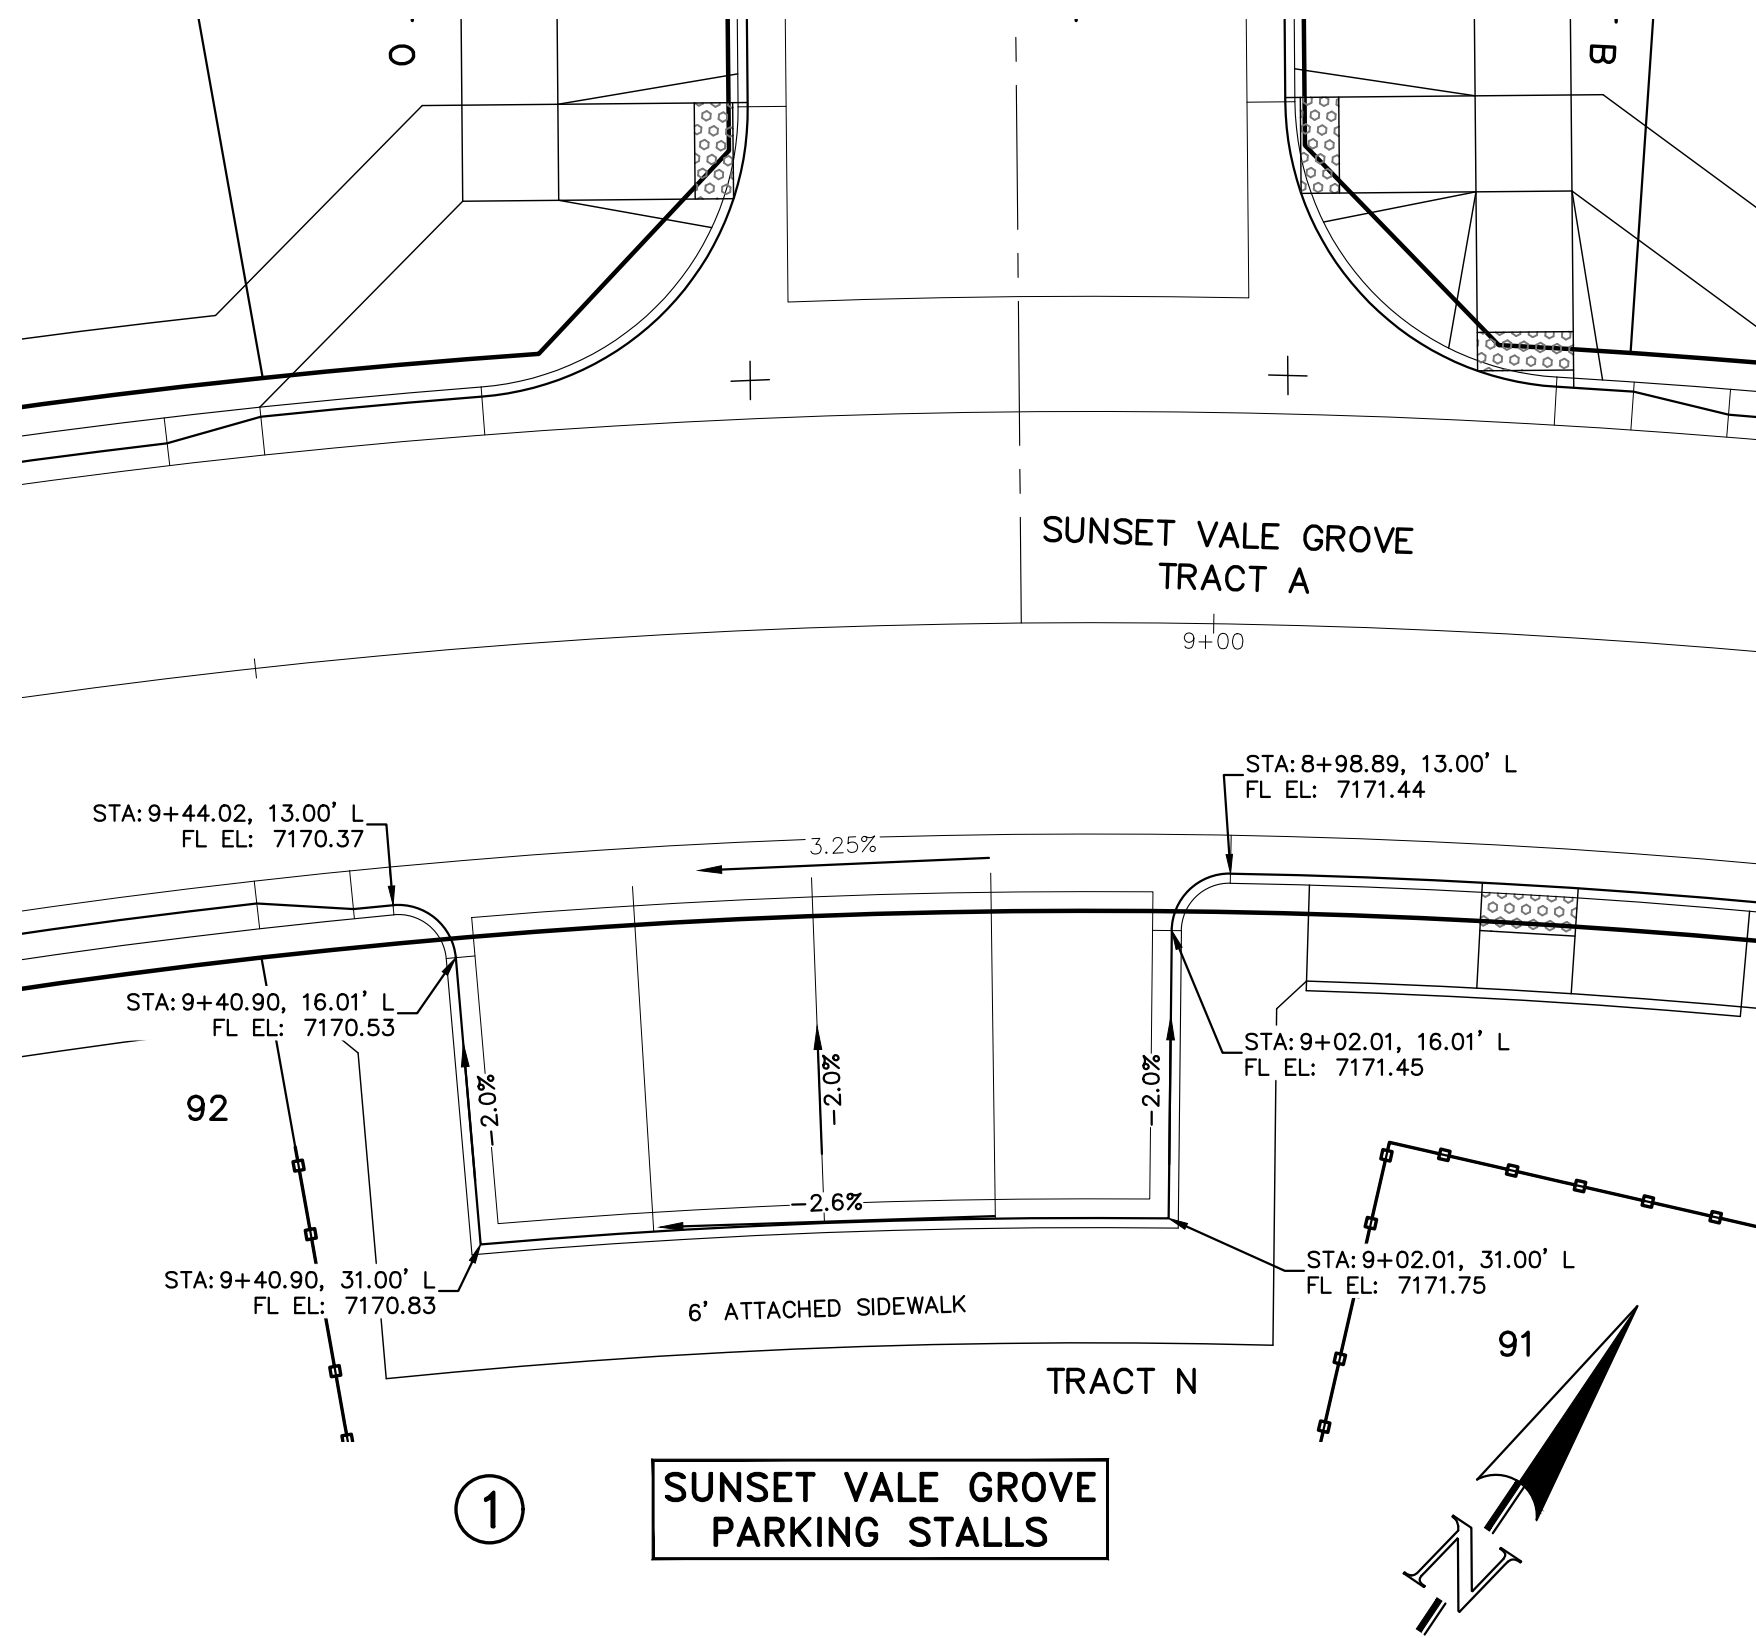 O
B
SUNSET VALE GROVE
TRACT A
9+00
STA: 8+98.89, 13.00' L
FL EL: 7171.44
STA: 9+44.02, 13.00' L
FL EL: 7170.37
3.25%
STA: 9+40.90, 16.01' L
FL EL: 7170.53
STA: 9+02.01, 16.01' L
FL EL: 7171.45
92
-2.0%
-2.0%
-2.0%
-2.6%
STA: 9+40.90, 31.00' L
FL EL: 7170.83
STA: 9+02.01, 31.00' L
FL EL: 7171.75
6' ATTACHED SIDEWALK
91
TRACT N
1
SUNSET VALE GROVE
PARKING STALLS
N